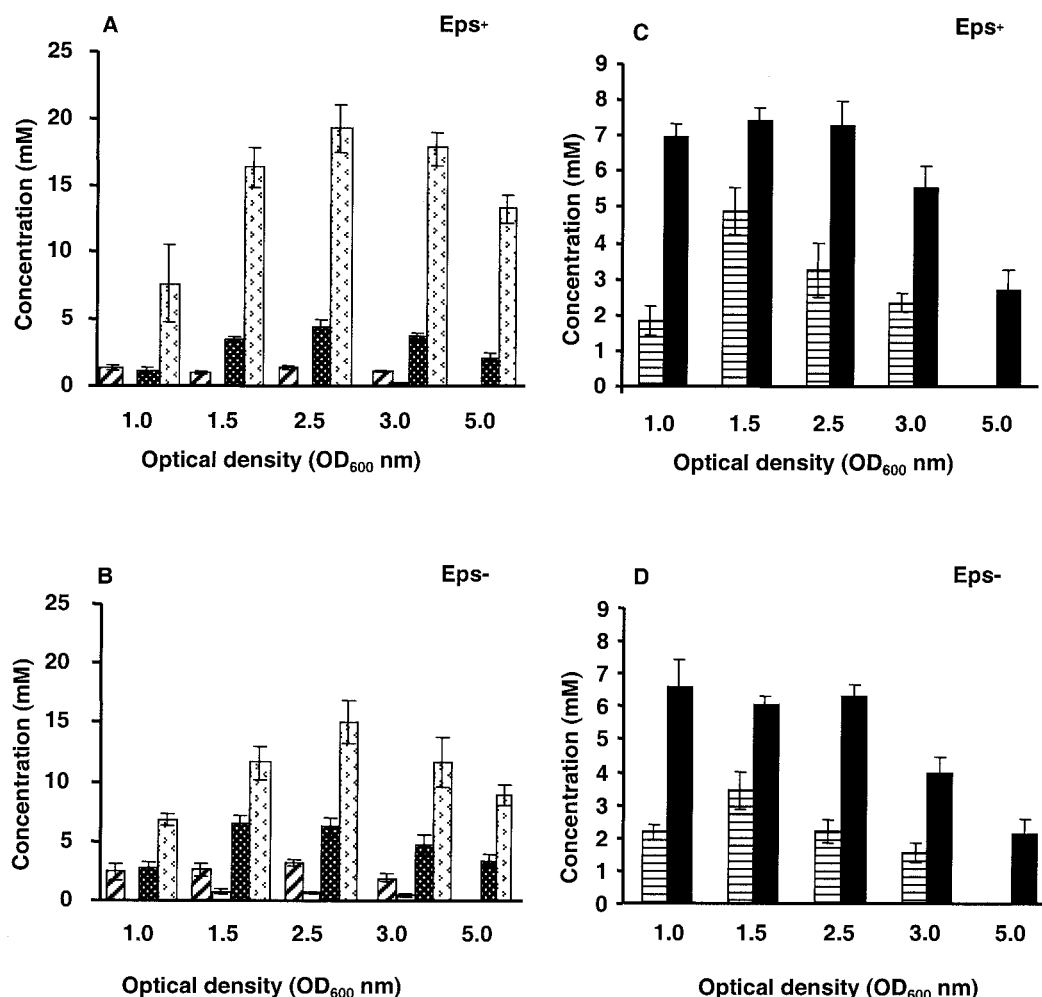 A Eps+
25
20
15
10
5
0
Concentration (mM)
1.0 1.5 2.5 3.0 5.0
Optical density (OD600 nm)
C Eps+
9
8
7
6
5
4
3
2
1
0
Concentration (mM)
1.0 1.5 2.5 3.0 5.0
Optical density (OD600 nm)
B Eps-
25
20
15
10
5
0
Concentration (mM)
1.0 1.5 2.5 3.0 5.0
Optical density (OD600 nm)
D Eps-
9
8
7
6
5
4
3
2
1
0
Concentration (mM)
1.0 1.5 2.5 3.0 5.0
Optical density (OD600 nm)